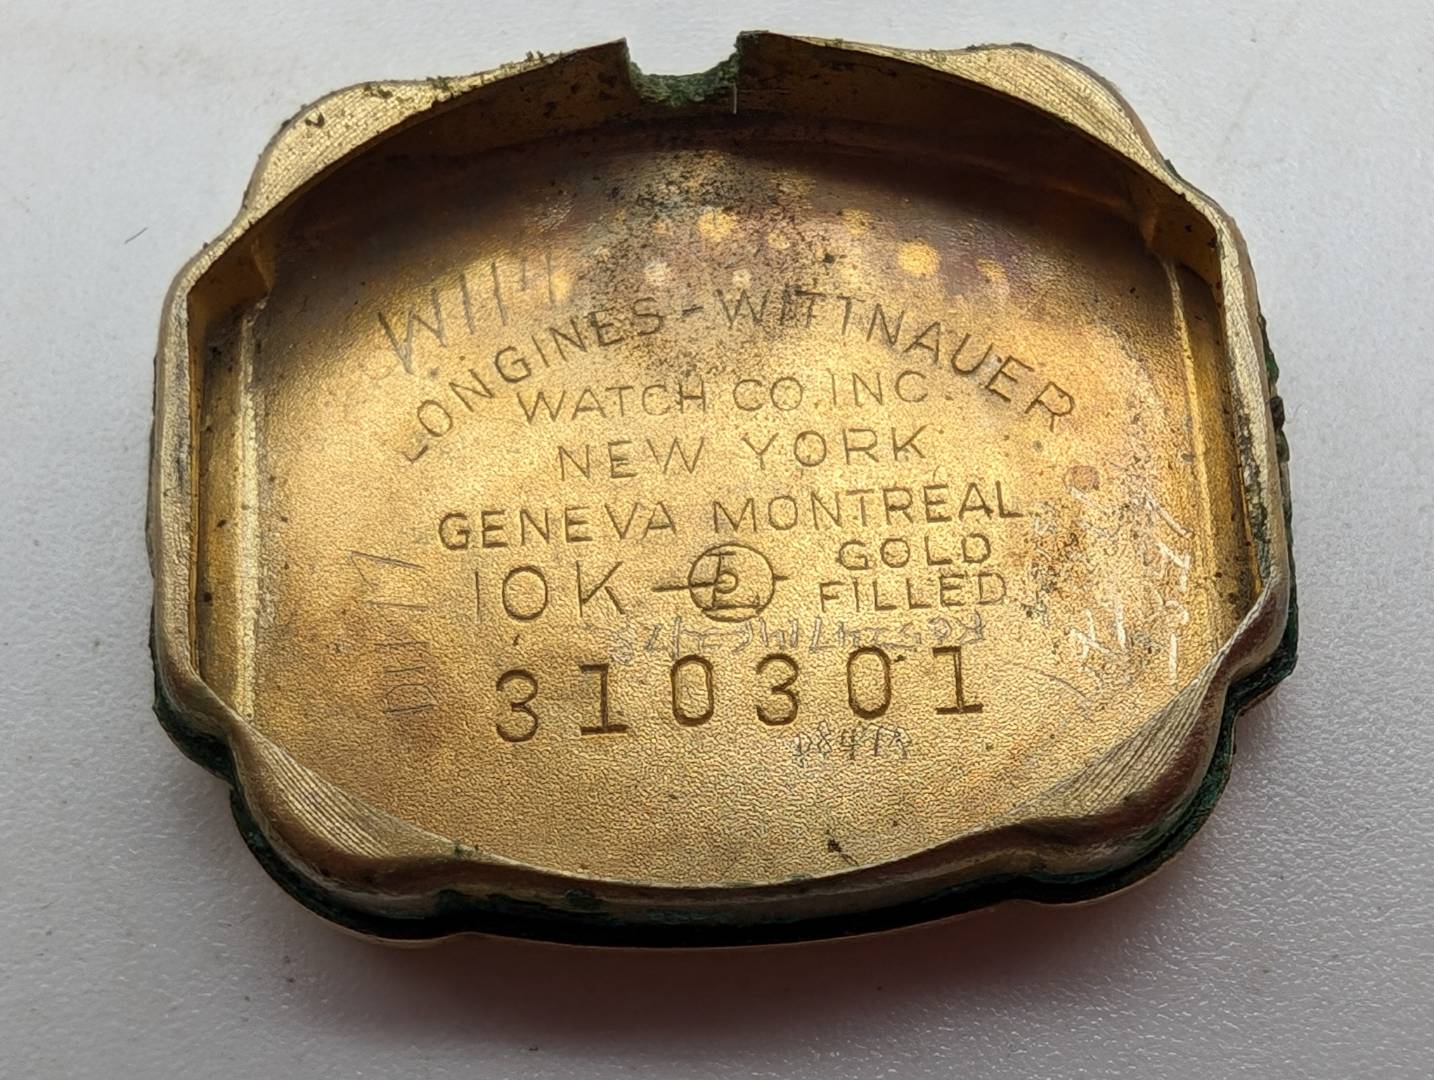 LONGINES-WITTNAUER
WATCH CO. INC.
NEW YORK
GENEVA MONTREAL
10K GOLD FILLED
310301